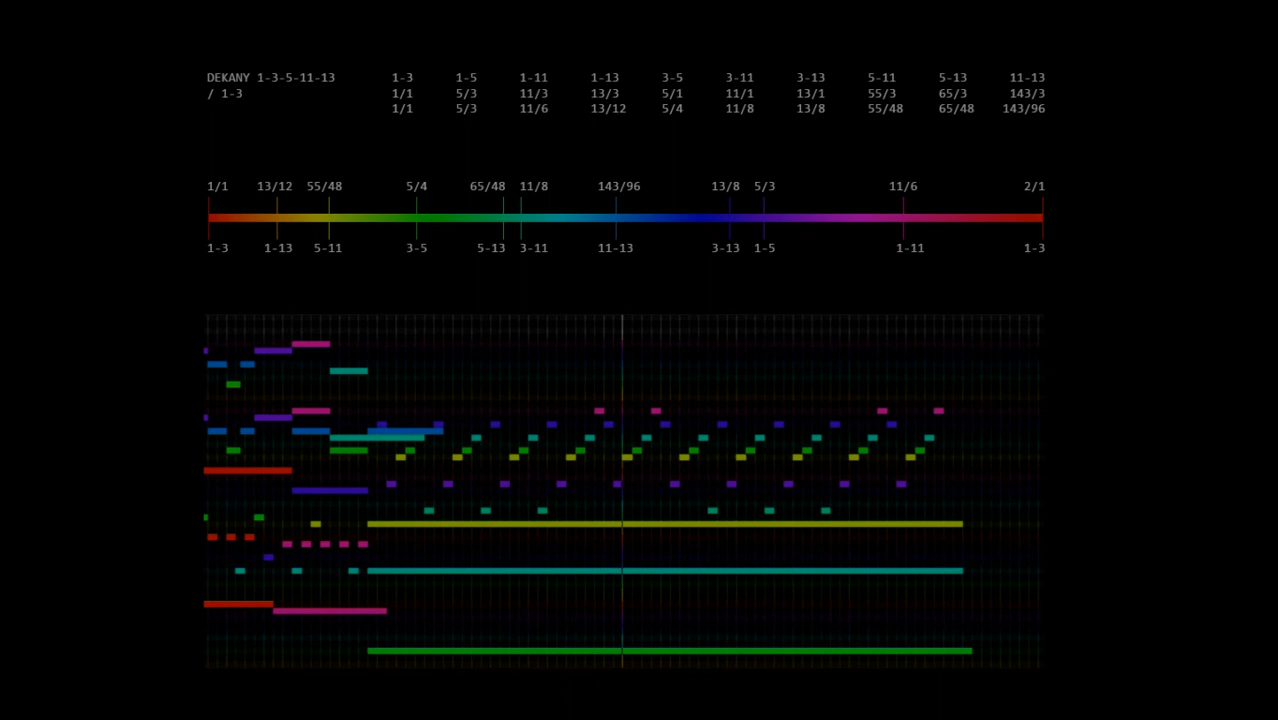 DEKANY 1-3-5-11-13 1-3 1-5 1-11 1-13 3-5 3-11 3-13 5-11 5-13 11-13
/ 1-3 1/1 5/3 11/3 13/3 5/1 11/1 13/1 55/3 65/3 143/3
1/1 5/3 11/6 13/12 5/4 11/8 13/8 55/48 65/48 143/96
1/1 13/12 55/48 5/4 65/48 11/8 143/96 13/8 5/3 11/6 2/1
1-3 1-13 5-11 3-5 5-13 3-11 11-13 3-13 1-5 1-11 1-3